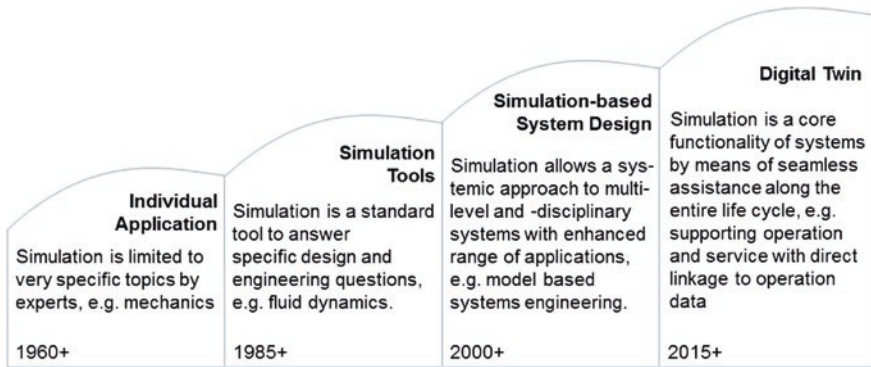 Individual
Application
Simulation is limited to
very specific topics by
experts, e.g. mechanics
1960+
Simulation
Tools
Simulation is a standard
tool to answer
specific design and
engineering questions,
e.g. fluid dynamics.
1985+
Simulation-based
System Design
Simulation allows a sys-
temic approach to multi-
level and -disciplinary
systems with enhanced
range of applications,
e.g. model based
systems engineering.
2000+
Digital Twin
Simulation is a core
functionality of systems
by means of seamless
assistance along the
entire life cycle, e.g.
supporting operation
and service with direct
linkage to operation
data
2015+